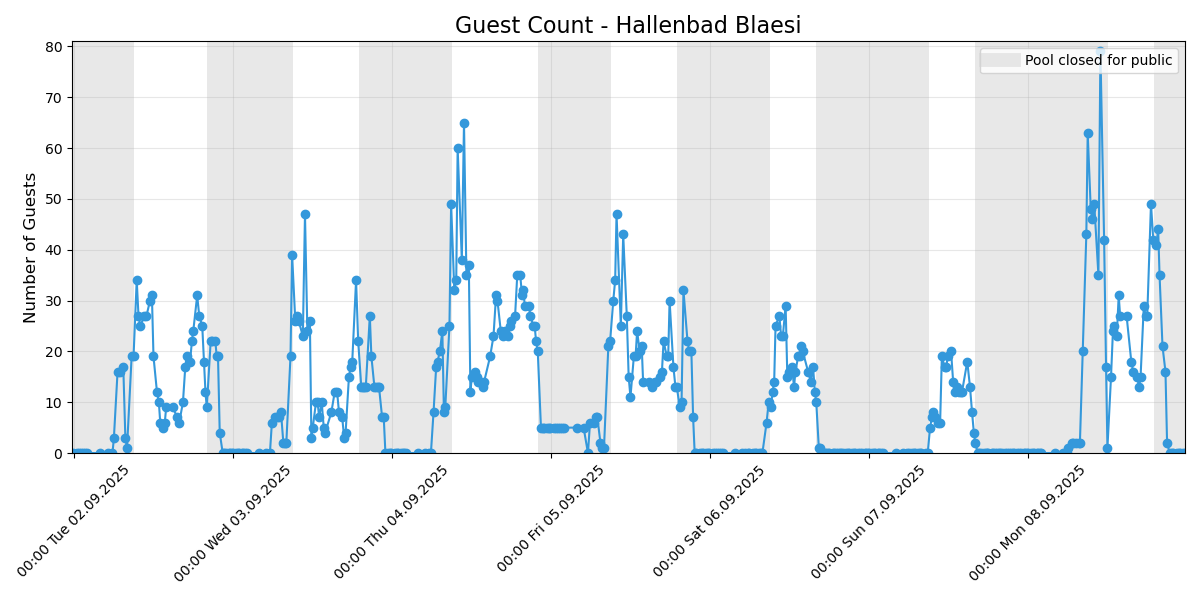 Guest Count - Hallenbad Blaesi
Pool closed for public
Number of Guests
80
70
60
50
40
30
20
10
0
00:00 Tue 02.09.2025
00:00 Wed 03.09.2025
00:00 Thu 04.09.2025
00:00 Fri 05.09.2025
00:00 Sat 06.09.2025
00:00 Sun 07.09.2025
00:00 Mon 08.09.2025